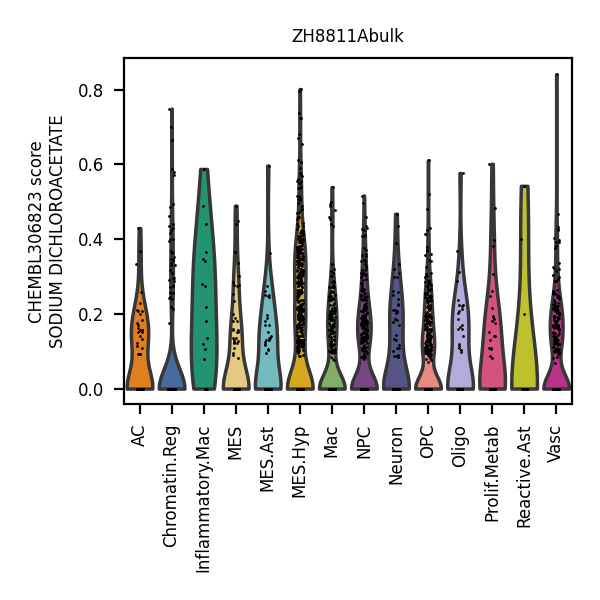 ZH8811Abulk
CHEMBL306823 score
SODIUM DICHLOROACETATE
0.8
0.6
0.4
0.2
0.0
AC
Chromatin.Reg
Inflammatory.Mac
MES
MES.Ast
MES.Hyp
Mac
NPC
Neuron
OPC
Oligo
Prolif.Metab
Reactive.Ast
Vasc